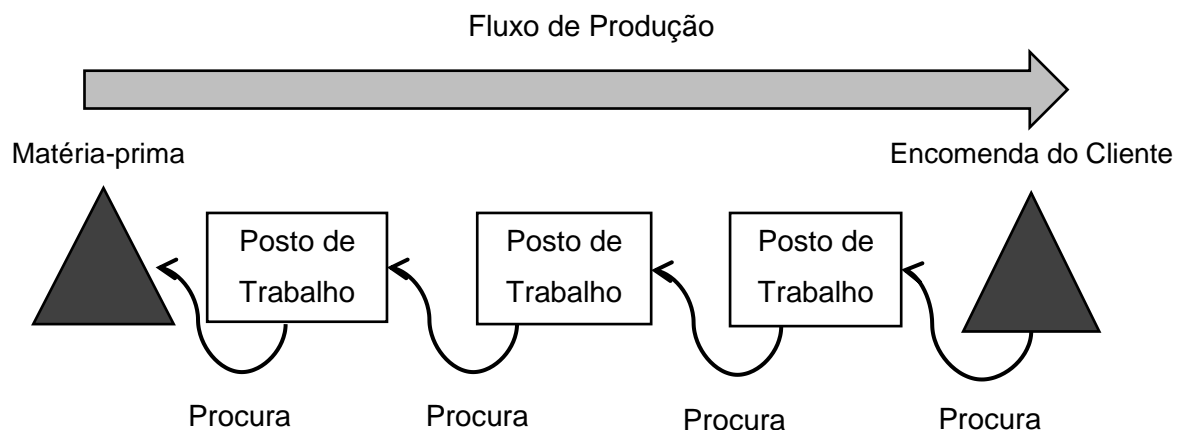 Fluxo de Produção
Matéria-prima
Encomenda do Cliente
Posto de
Trabalho
Posto de
Trabalho
Posto de
Trabalho
Procura
Procura
Procura
Procura